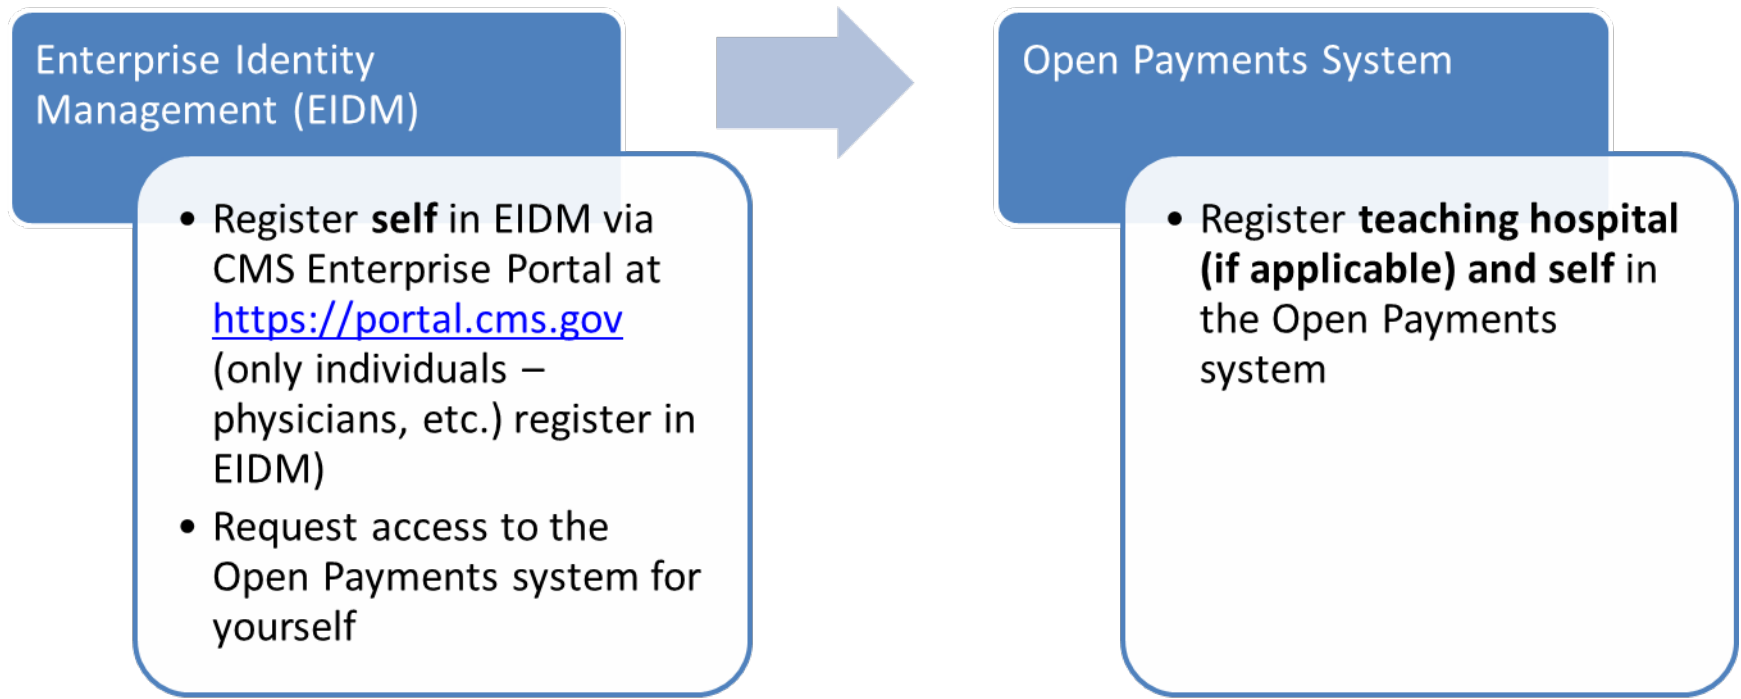 Enterprise Identity
Management (EIDM)
• Register self in EIDM via
CMS Enterprise Portal at
https://portal.cms.gov
(only individuals –
physicians, etc.) register in
EIDM)
• Request access to the
Open Payments system for
yourself
Open Payments System
• Register teaching hospital
(if applicable) and self in
the Open Payments
system